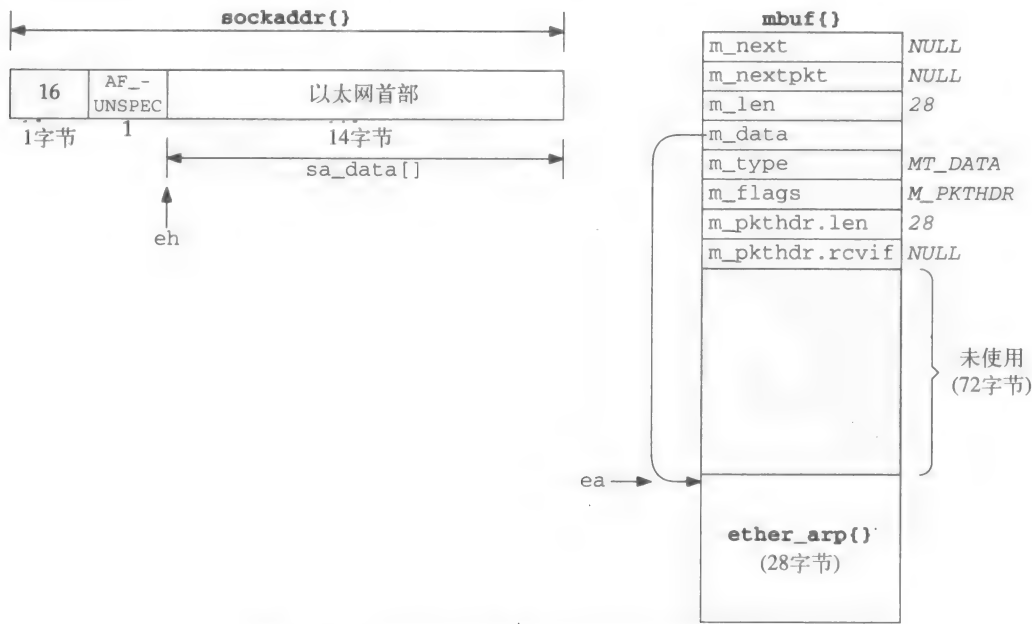 sockaddr{}
16
AF_-
UNSPEC
以太网首部
1字节
1
14字节
sa_data[]
eh
mbuf{}
m_next NULL
m_nextpkt NULL
m_len 28
m_data
m_type MT_DATA
m_flags M_PKTHDR
m_pkthdr.len 28
m_pkthdr.rcvif NULL
未使用
(72字节)
ea
ether_arp{}
(28字节)